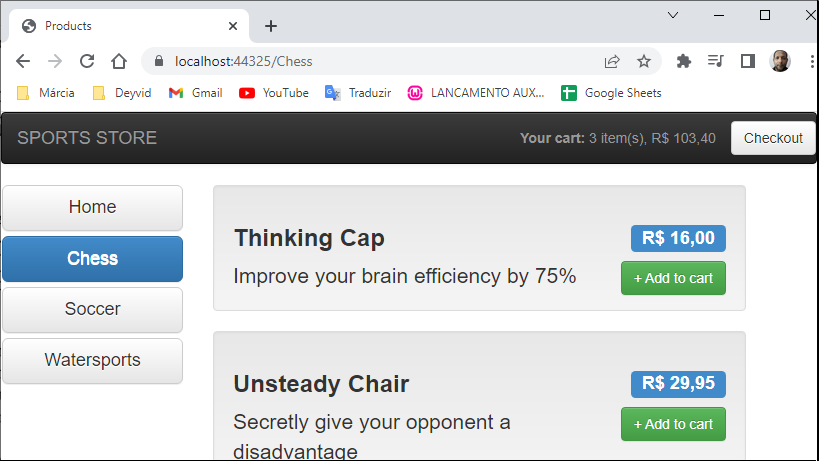 Products
localhost:44325/Chess
Márcia
Deyvid
Gmail
YouTube
Traduzir
LANCAMENTO AUX...
Google Sheets
SPORTS STORE
Your cart: 3 item(s), R$ 103,40
Checkout
Home
Chess
Soccer
Watersports
Thinking Cap
R$ 16,00
Improve your brain efficiency by 75%
+ Add to cart
Unsteady Chair
R$ 29,95
Secretly give your opponent a
disadvantage
+ Add to cart